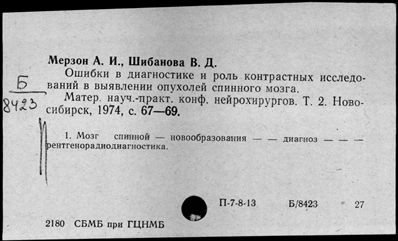 Мерзон А. И., Шибанова В. Д.
Ошибки в диагностике и роль контрастных исследо-
ваний в выявлении опухолей спинного мозга.
Б
8423
Матер. науч.-практ. конф. нейрохирургов. Т. 2. Ново-
сибирск, 1974, с. 67—69.
1. Мозг спинной — новообразования — — диагноз — — —
рентгенорадиодиагностика.
П-7-8-13 Б/8423 27
2180 СБМБ при ГЦНМБ